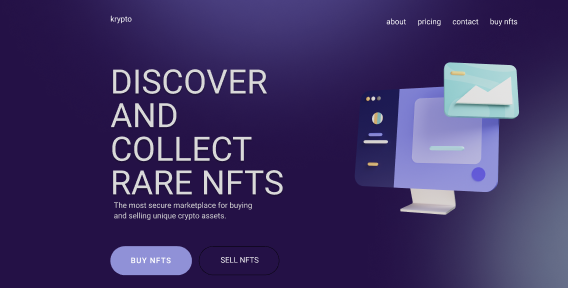 krypto
about pricing contact buy nfts
DISCOVER
AND
COLLECT
RARE NFTS
The most secure marketplace for buying
and selling unique crypto assets.
BUY NFTS SELL NFTS